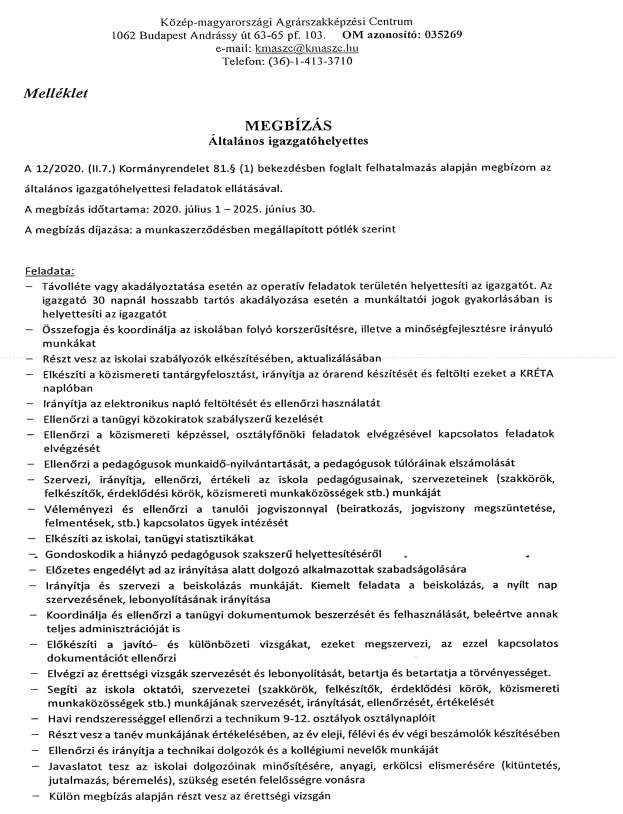 Közép-magyarországi Agrárszakképzési Centrum
1062 Budapest Andrássy út 63-65 pf. 103. OM azonosító: 035269
e-mail: kmaszc@kmaszc.hu
Telefon: (36)-1-413-3710
Melléklet
MEGBÍZÁS
Általános igazgatóhelyettes
A 12/2020. (II.7.) Kormányrendelet 81.§ (1) bekezdésben foglalt felhatalmazás alapján megbízom az
általános igazgatóhelyettesi feladatok ellátásával.
A megbízás időtartama: 2020. július 1 – 2025. június 30.
A megbízás díjazása: a munkaszerződésben megállapított pótlék szerint
Feladata:
– Távolléte vagy akadályoztatása esetén az operatív feladatok területén helyettesíti az igazgatót. Az
igazgató 30 napnál hosszabb tartós akadályozása esetén a munkáltatói jogok gyakorlásában is
helyettesíti az igazgatót
– Összefogja és koordinálja az iskolában folyó korszerűsítésre, illetve a minőségfejlesztésre irányuló
munkákat
– Részt vesz az iskolai szabályozók elkészítésében, aktualizálásában
– Elkészíti a közismereti tantárgyfelosztást, irányítja az órarend készítését és feltölti ezeket a KRÉTA
naplóban
– Irányítja az elektronikus napló feltöltését és ellenőrzi használatát
– Ellenőrzi a tanügyi közokiratok szabályszerű kezelését
– Ellenőrzi a közismereti képzéssel, osztályfőnöki feladatok elvégzésével kapcsolatos feladatok
elvégzését
– Ellenőrzi a pedagógusok munkaidő-nyilvántartását, a pedagógusok túlóráinak elszámolását
– Szervezi, irányítja, ellenőrzi, értékeli az iskola pedagógusainak, szervezeteinek (szakkörök,
felkészítők, érdeklődési körök, közismereti munkaközösségek stb.) munkáját
– Véleményezi és ellenőrzi a tanulói jogviszonnyal (beiratkozás, jogviszony megszüntetése,
felmentések, stb.) kapcsolatos ügyek intézését
– Elkészíti az iskolai, tanügyi statisztikákat
– Gondoskodik a hiányzó pedagógusok szakszerű helyettesítéséről
– Előzetes engedélyt ad az irányítása alatt dolgozó alkalmazottak szabadságolására
– Irányítja és szervezi a beiskolázás munkáját. Kiemelt feladata a beiskolázás, a nyílt nap
szervezésének, lebonyolításának irányítása
– Koordinálja és ellenőrzi a tanügyi dokumentumok beszerzését és felhasználását, beleértve annak
teljes adminisztrációját is
– Előkészíti a javító- és különbözeti vizsgákat, ezeket megszervezi, az ezzel kapcsolatos
dokumentációt ellenőrzi
– Elvégzi az érettségi vizsgák szervezését és lebonyolítását, betartja és betartatja a törvényességet.
– Segíti az iskola oktatói, szervezetei (szakkörök, felkészítők, érdeklődési körök, közismereti
munkaközösségek stb.) munkájának szervezését, irányítását, ellenőrzését, értékelését
– Havi rendszerességgel ellenőrzi a technikum 9-12. osztályok osztálynaplóit
– Részt vesz a tanév munkájának értékelésében, az év eleji, félévi és év végi beszámolók készítésében
– Ellenőrzi és irányítja a technikai dolgozók és a kollégiumi nevelők munkáját
– Javaslatot tesz az iskolai dolgozóinak minősítésére, anyagi, erkölcsi elismerésére (kitüntetés,
jutalmazás, béremelés), szükség esetén felelősségre vonásra
– Külön megbízás alapján részt vesz az érettségi vizsgán